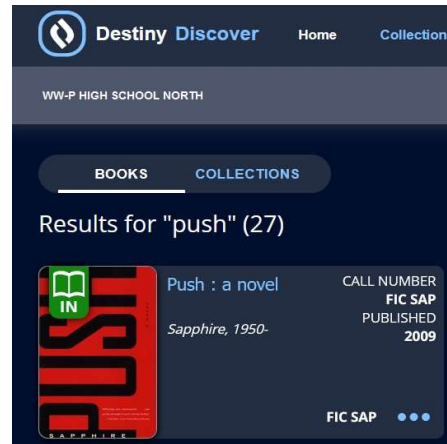 Destiny Discover Home Collection
WW-P HIGH SCHOOL NORTH
BOOKS COLLECTIONS
Results for "push" (27)
IN
PUSH
SAPPHIRE
Push : a novel
Sapphire, 1950-
CALL NUMBER
FIC SAP
PUBLISHED
2009
FIC SAP